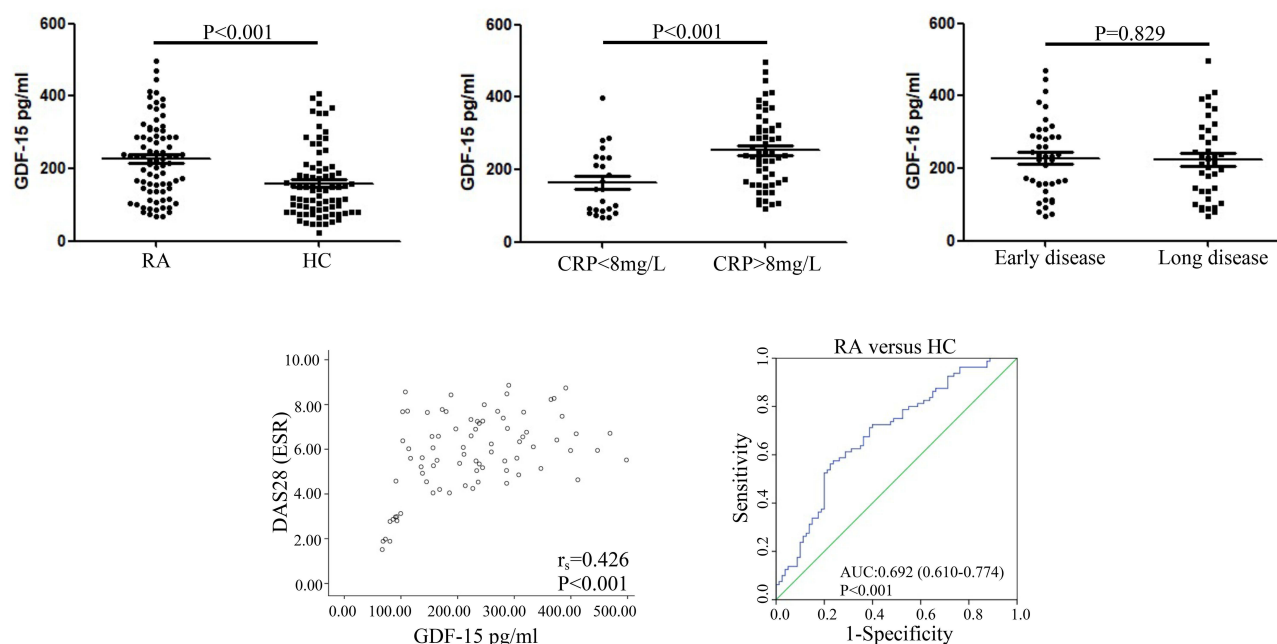 P<0.001
600
400
200
0
GDF-15 pg/ml
RA HC
P<0.001
600
400
200
0
GDF-15 pg/ml
CRP<8mg/L CRP>8mg/L
P=0.829
600
400
200
0
GDF-15 pg/ml
Early disease Long disease
10.00
8.00
6.00
4.00
2.00
0.00
DAS28 (ESR)
rs=0.426
P<0.001
0.00 100.00 200.00 300.00 400.00 500.00
GDF-15 pg/ml
RA versus HC
1.0
0.8
0.6
0.4
0.2
0.0
Sensitivity
AUC:0.692 (0.610-0.774)
P<0.001
0.0 0.2 0.4 0.6 0.8 1.0
1-Specificity